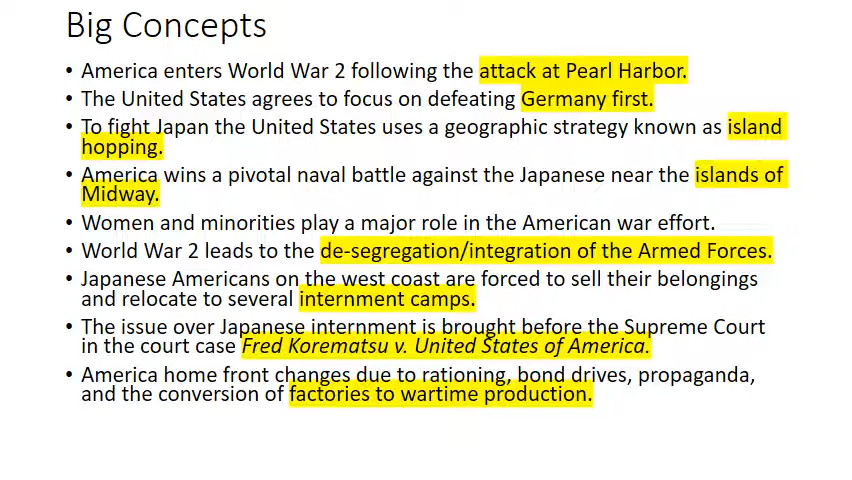 Big Concepts
• America enters World War 2 following the attack at Pearl Harbor.
• The United States agrees to focus on defeating Germany first.
• To fight Japan the United States uses a geographic strategy known as island
hopping.
• America wins a pivotal naval battle against the Japanese near the islands of
Midway.
• Women and minorities play a major role in the American war effort.
• World War 2 leads to the de-segregation/integration of the Armed Forces.
• Japanese Americans on the west coast are forced to sell their belongings
and relocate to several internment camps.
• The issue over Japanese internment is brought before the Supreme Court
in the court case Fred Korematsu v. United States of America.
• America home front changes due to rationing, bond drives, propaganda,
and the conversion of factories to wartime production.